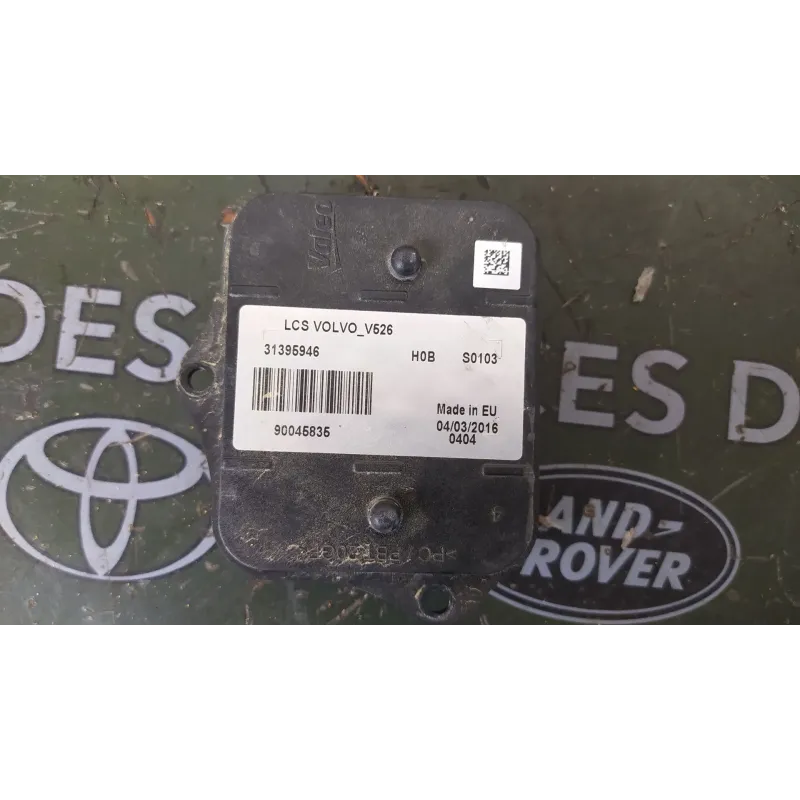 Valeo
LCS VOLVO_V526
31395946 H0B S0103
Made in EU
90045835 04/03/2016
0404
DES
ES D
AND-
ROVER